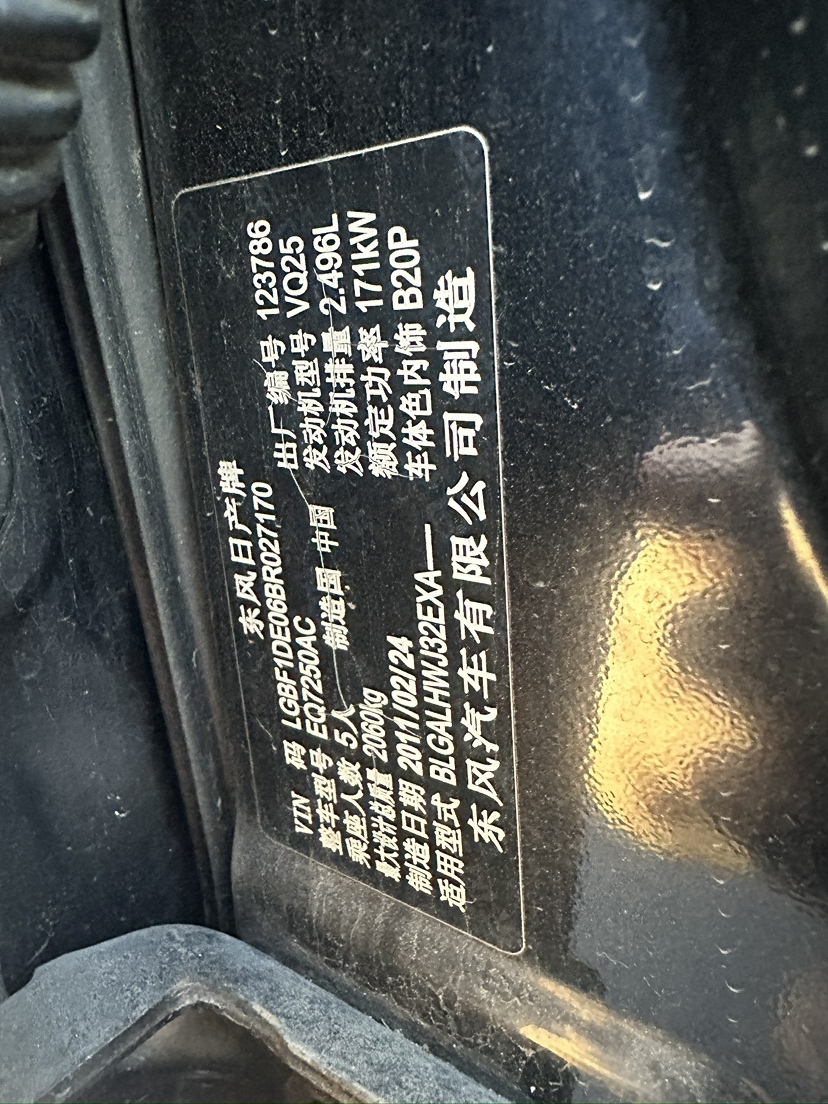 东风日产牌
VIN 码 LGBF1DE06BR027170 出厂编号 123786
整车型号 EQ7250AC 发动机型号 VQ25
乘座人数 5人 制造国 中国 发动机排量 2.496L
最大设计总质量 2060kg 额定功率 171kW
制造日期 2011/02/24 车体色内饰 B20P
适用型式 BLGALHWJ32EXA—
东风汽车有限公司制造